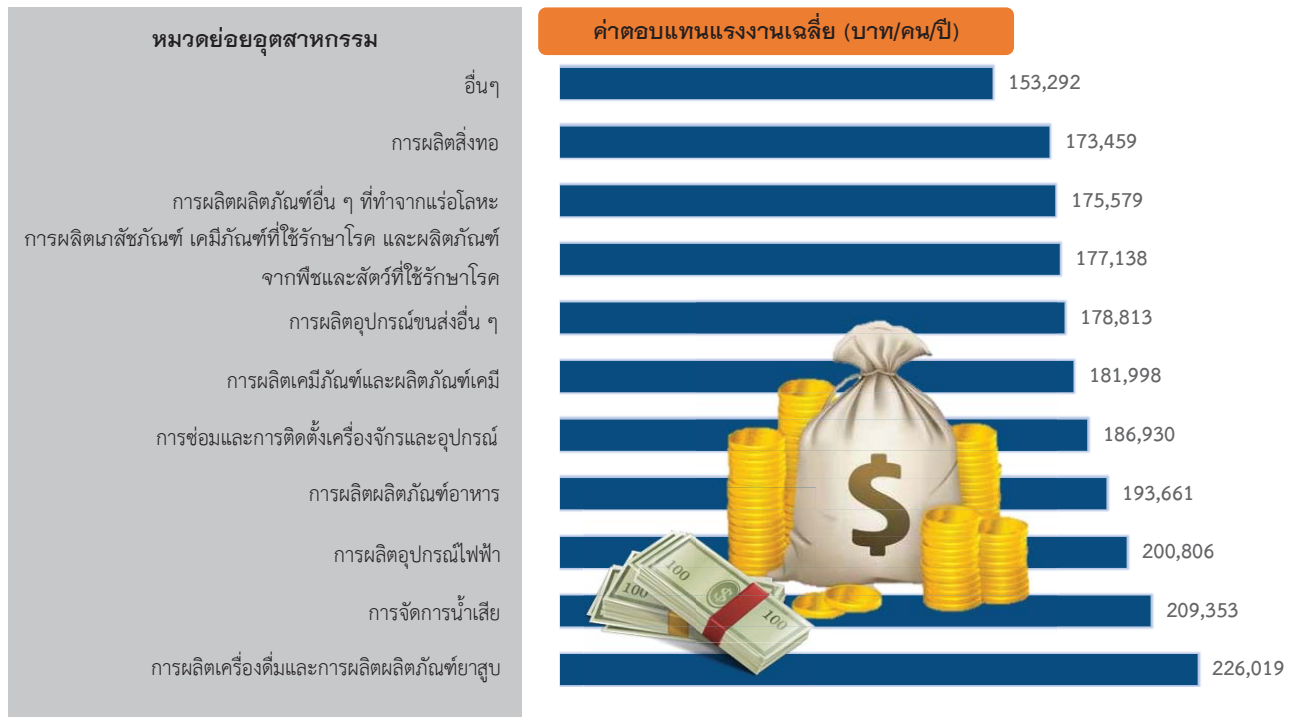 หมวดย่อยอุตสาหกรรม
ค่าตอบแทนแรงงานเฉลี่ย (บาท/คน/ปี)
อื่นๆ
153,292
การผลิตสิ่งทอ
173,459
การผลิตผลิตภัณฑ์อื่น ๆ ที่ทำจากแร่อโลหะ
175,579
การผลิตเภสัชภัณฑ์ เคมีภัณฑ์ที่ใช้รักษาโรค และผลิตภัณฑ์
จากพืชและสัตว์ที่ใช้รักษาโรค
177,138
การผลิตอุปกรณ์ขนส่งอื่น ๆ
178,813
การผลิตเคมีภัณฑ์และผลิตภัณฑ์เคมี
181,998
การซ่อมและการติดตั้งเครื่องจักรและอุปกรณ์
186,930
การผลิตผลิตภัณฑ์อาหาร
193,661
การผลิตอุปกรณ์ไฟฟ้า
200,806
การจัดการน้ำเสีย
209,353
การผลิตเครื่องดื่มและการผลิตผลิตภัณฑ์ยาสูบ
226,019
$
100
100
$
100